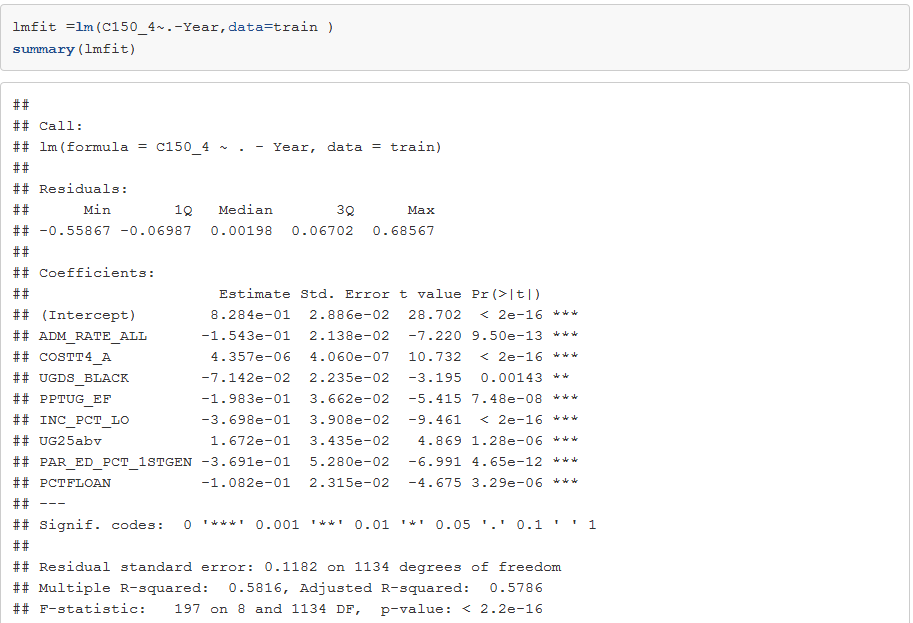 lmfit =lm(C150_4~.-Year,data=train )
summary(lmfit)
##
## Call:
## lm(formula = C150_4 ~ . - Year, data = train)
##
## Residuals:
##      Min       1Q   Median       3Q      Max
## -0.55867 -0.06987  0.00198  0.06702  0.68567
##
## Coefficients:
##                     Estimate Std. Error t value Pr(>|t|)
## (Intercept)        8.284e-01  2.886e-02  28.702  < 2e-16 ***
## ADM_RATE_ALL      -1.543e-01  2.138e-02  -7.220 9.50e-13 ***
## COSTT4_A           4.357e-06  4.060e-07  10.732  < 2e-16 ***
## UGDS_BLACK        -7.142e-02  2.235e-02  -3.195  0.00143 **
## PPTUG_EF          -1.983e-01  3.662e-02  -5.415 7.48e-08 ***
## INC_PCT_LO        -3.698e-01  3.908e-02  -9.461  < 2e-16 ***
## UG25abv            1.672e-01  3.435e-02   4.869 1.28e-06 ***
## PAR_ED_PCT_1STGEN -3.691e-01  5.280e-02  -6.991 4.65e-12 ***
## PCTFLOAN          -1.082e-01  2.315e-02  -4.675 3.29e-06 ***
## ---
## Signif. codes:  0 '***' 0.001 '**' 0.01 '*' 0.05 '.' 0.1 ' ' 1
##
## Residual standard error: 0.1182 on 1134 degrees of freedom
## Multiple R-squared:  0.5816, Adjusted R-squared:  0.5786
## F-statistic:   197 on 8 and 1134 DF,  p-value: < 2.2e-16